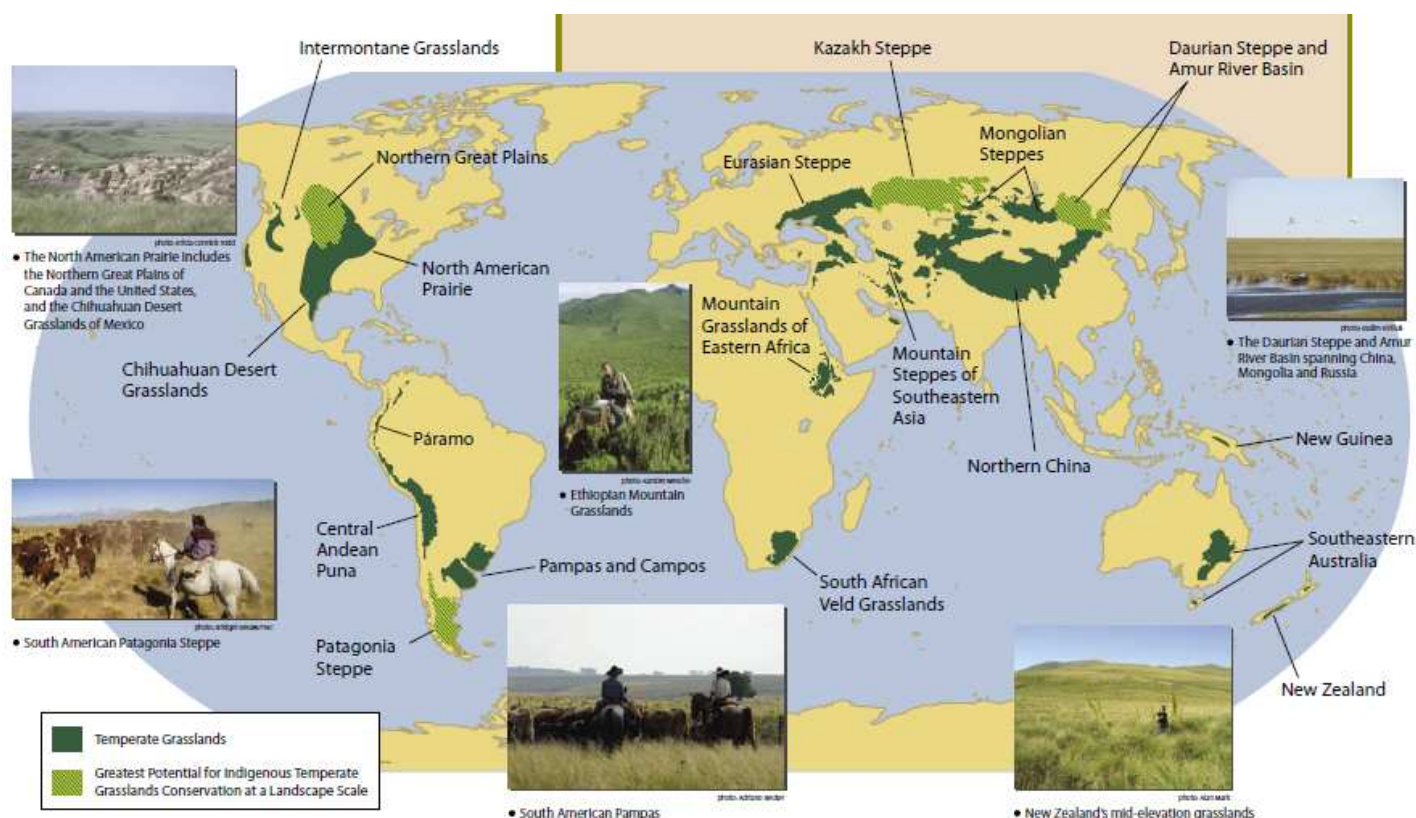 Intermontane Grasslands
Kazakh Steppe
Daurian Steppe and
Amur River Basin
Northern Great Plains
Eurasian Steppe
Mongolian
Steppes
• The North American Prairie includes
the Northern Great Plains of
Canada and the United States,
and the Chihuahuan Desert
Grasslands of Mexico
North American
Prairie
Mountain
Grasslands of
Eastern Africa
Mountain
Steppes of
Southeastern
Asia
• The Daurian Steppe and Amur
River Basin spanning China,
Mongolia and Russia
Chihuahuan Desert
Grasslands
Páramo
New Guinea
Northern China
• Ethiopian Mountain
Grasslands
Central
Andean
Puna
Pampas and Campos
South African
Veld Grasslands
Southeastern
Australia
• South American Patagonia Steppe
Patagonia
Steppe
New Zealand
Temperate Grasslands
Greatest Potential for Indigenous Temperate
Grasslands Conservation at a Landscape Scale
photo: Alan Mark
• South American Pampas
• New Zealand's mid-elevation grasslands